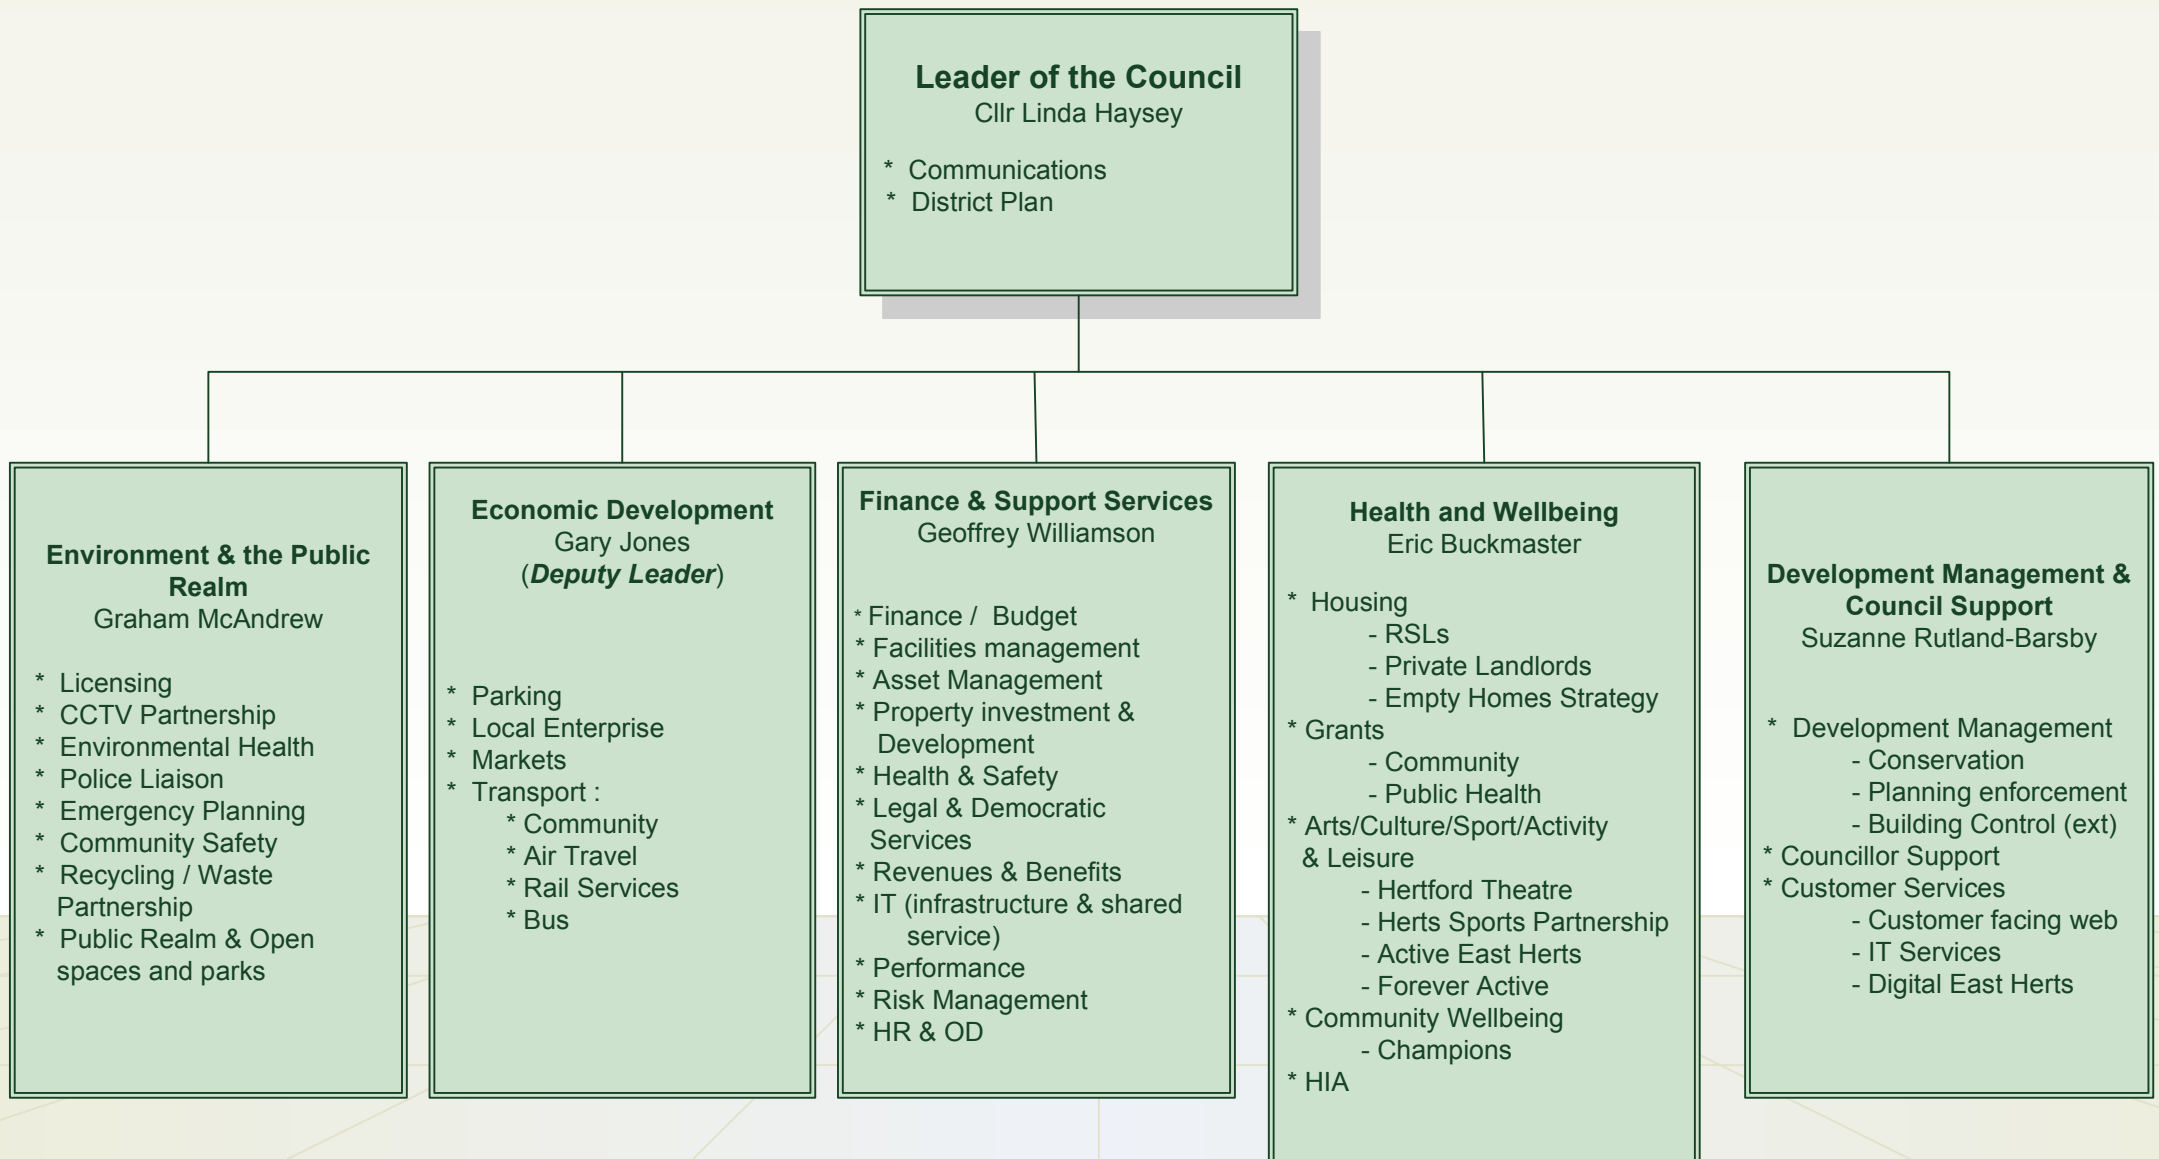 Leader of the Council
Cllr Linda Haysey
* Communications
* District Plan
Environment & the Public
Realm
Graham McAndrew
* Licensing
* CCTV Partnership
* Environmental Health
* Police Liaison
* Emergency Planning
* Community Safety
* Recycling / Waste
Partnership
* Public Realm & Open
spaces and parks
Economic Development
Gary Jones
(Deputy Leader)
* Parking
* Local Enterprise
* Markets
* Transport :
* Community
* Air Travel
* Rail Services
* Bus
Finance & Support Services
Geoffrey Williamson
* Finance / Budget
* Facilities management
* Asset Management
* Property investment &
Development
* Health & Safety
* Legal & Democratic
Services
* Revenues & Benefits
* IT (infrastructure & shared
service)
* Performance
* Risk Management
* HR & OD
Health and Wellbeing
Eric Buckmaster
* Housing
- RSLs
- Private Landlords
- Empty Homes Strategy
* Grants
- Community
- Public Health
* Arts/Culture/Sport/Activity
& Leisure
- Hertford Theatre
- Herts Sports Partnership
- Active East Herts
- Forever Active
* Community Wellbeing
- Champions
* HIA
Development Management &
Council Support
Suzanne Rutland-Barsby
* Development Management
- Conservation
- Planning enforcement
- Building Control (ext)
* Councillor Support
* Customer Services
- Customer facing web
- IT Services
- Digital East Herts